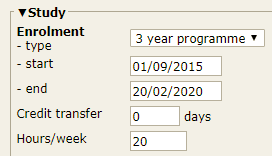 ▼Study
Enrolment
- type 3 year programme ▼
- start 01/09/2015
- end 20/02/2020
Credit transfer 0 days
Hours/week 20